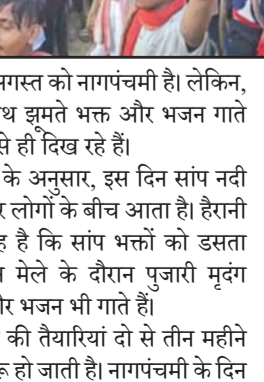 अगस्त को नागपंचमी है। लेकिन,
झूमते भक्त और भजन गाते
से ही दिख रहे हैं।
के अनुसार, इस दिन सांप नदी
लोगों के बीच आता है। हैरानी
है कि सांप भक्तों को डसता
मेले के दौरान पुजारी मृदंग
भजन भी गाते हैं।
की तैयारियां दो से तीन महीने
हो जाती है। नागपंचमी के दिन